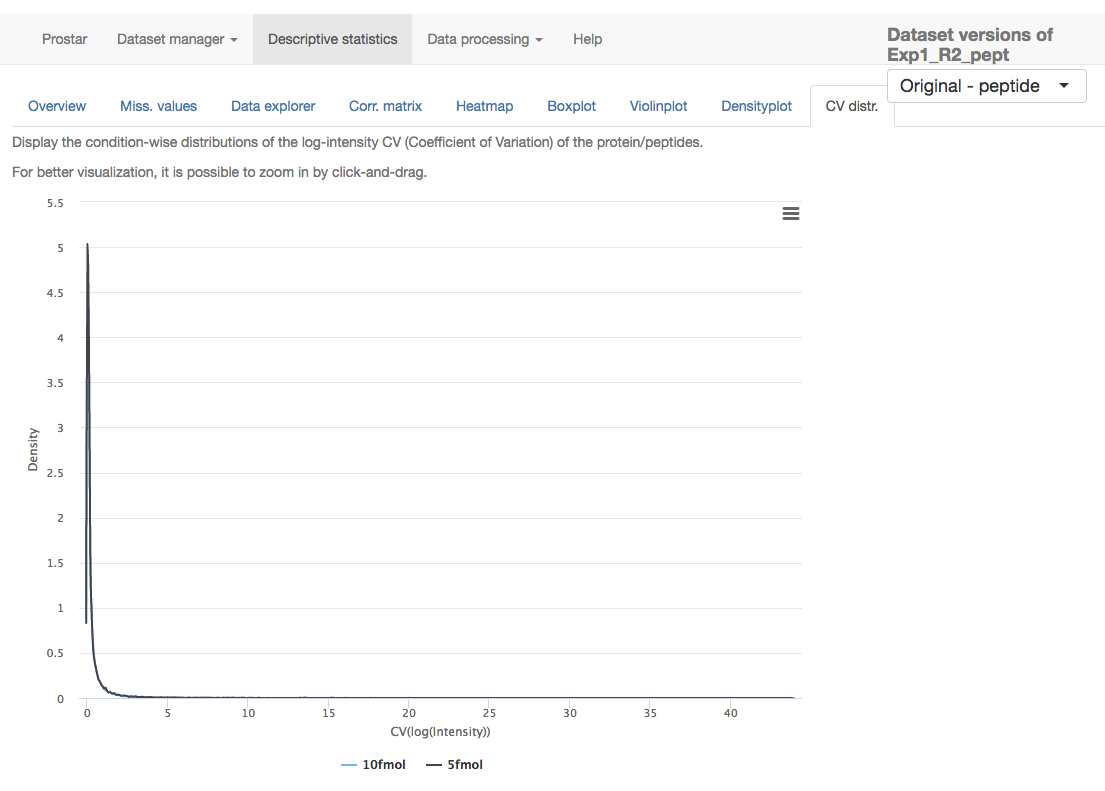 Prostar Dataset manager Descriptive statistics Data processing Help
Dataset versions of
Exp1_R2_pept
Original - peptide
Overview Miss. values Data explorer Corr. matrix Heatmap Boxplot Violinplot Densityplot CV distr.
Display the condition-wise distributions of the log-intensity CV (Coefficient of Variation) of the protein/peptides.
For better visualization, it is possible to zoom in by click-and-drag.
5.5
5
4.5
4
3.5
3
2.5
2
1.5
1
0.5
0
Density
0 5 10 15 20 25 30 35 40
CV(log(Intensity))
10fmol 5fmol